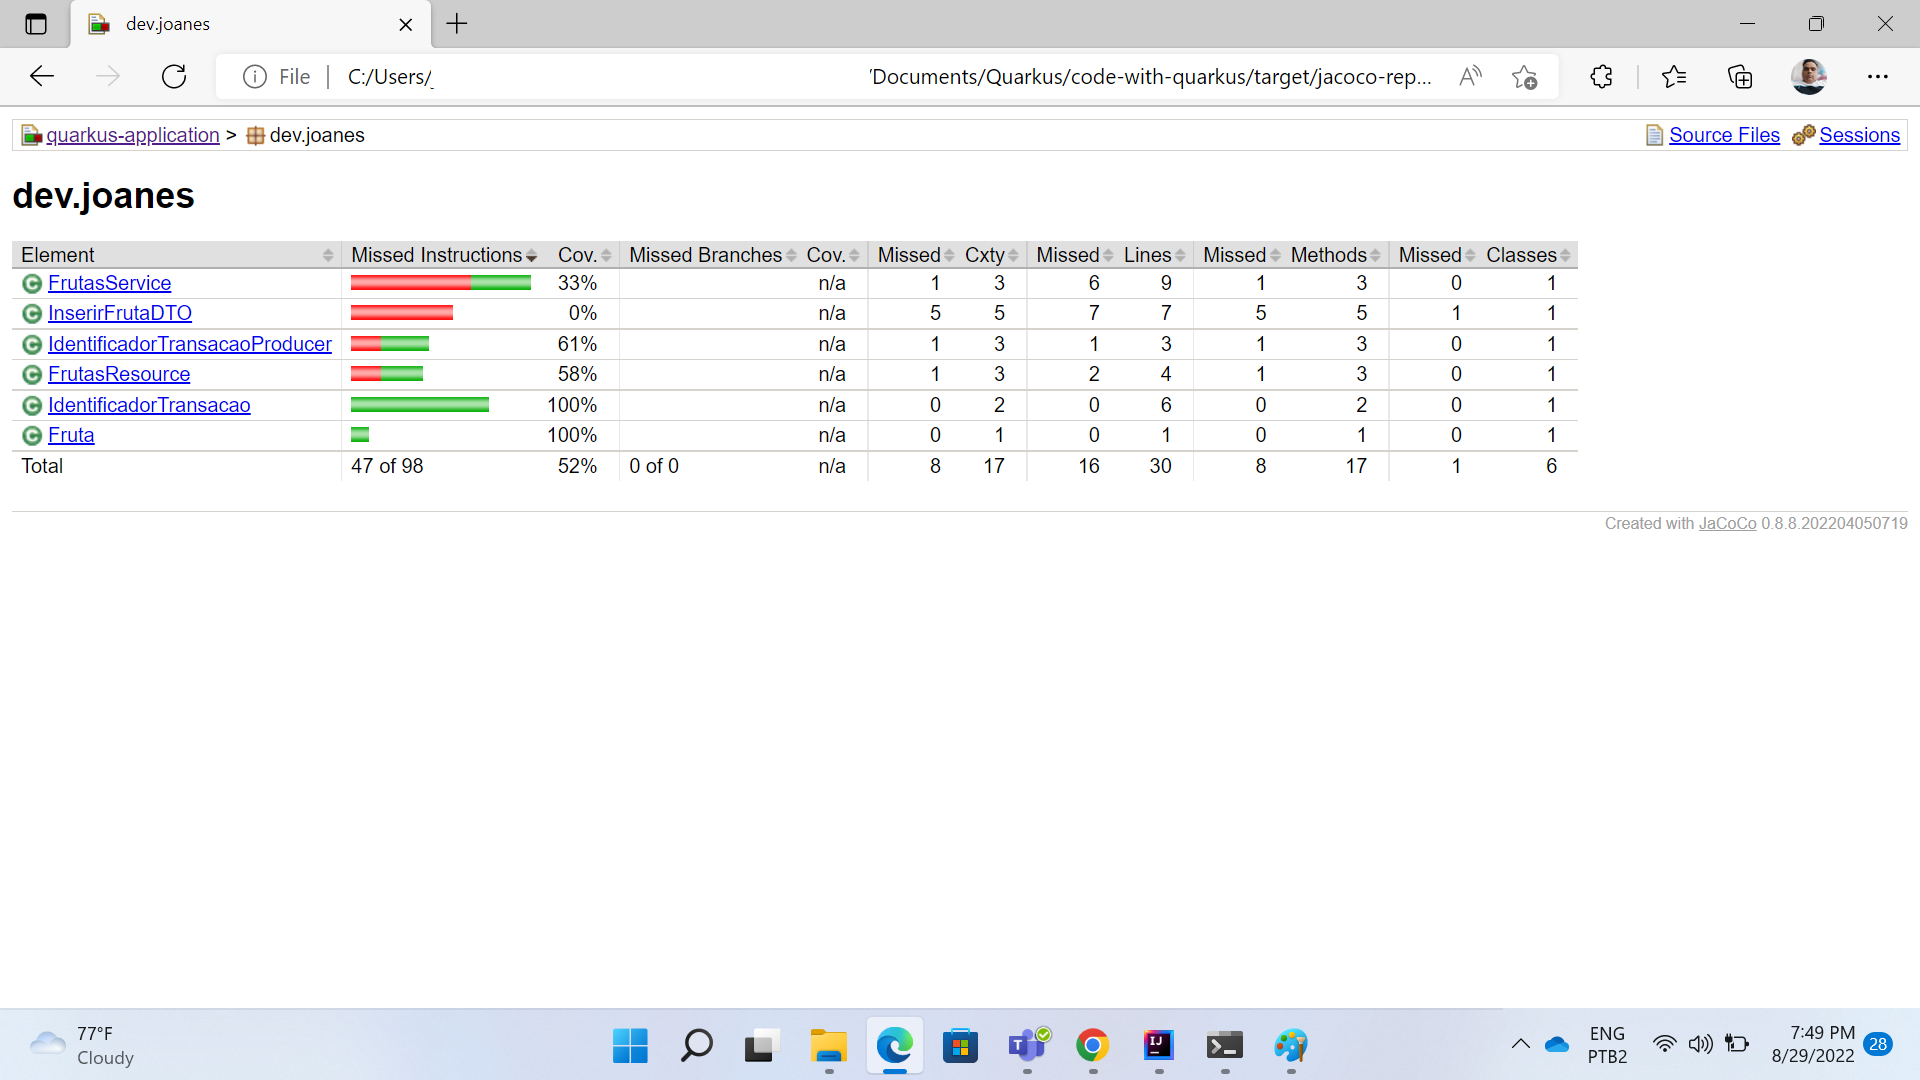 dev.joanes
File | C:/Users/ 'Documents/Quarkus/code-with-quarkus/target/jacoco-rep...
quarkus-application > dev.joanes Source Files Sessions
dev.joanes
Element Missed Instructions Cov. Missed Branches Cov. Missed Cxty Missed Lines Missed Methods Missed Classes
FrutasService 33% n/a 1 3 6 9 1 3 0 1
InserirFrutaDTO 0% n/a 5 5 7 7 5 5 1 1
IdentificadorTransacaoProducer 61% n/a 1 3 1 3 1 3 0 1
FrutasResource 58% n/a 1 3 2 4 1 3 0 1
IdentificadorTransacao 100% n/a 0 2 0 6 0 2 0 1
Fruta 100% n/a 0 1 0 1 0 1 0 1
Total 47 of 98 52% 0 of 0 n/a 8 17 16 30 8 17 1 6
Created with JaCoCo 0.8.8.202204050719
77°F
Cloudy
ENG
PTB2
7:49 PM
8/29/2022
28